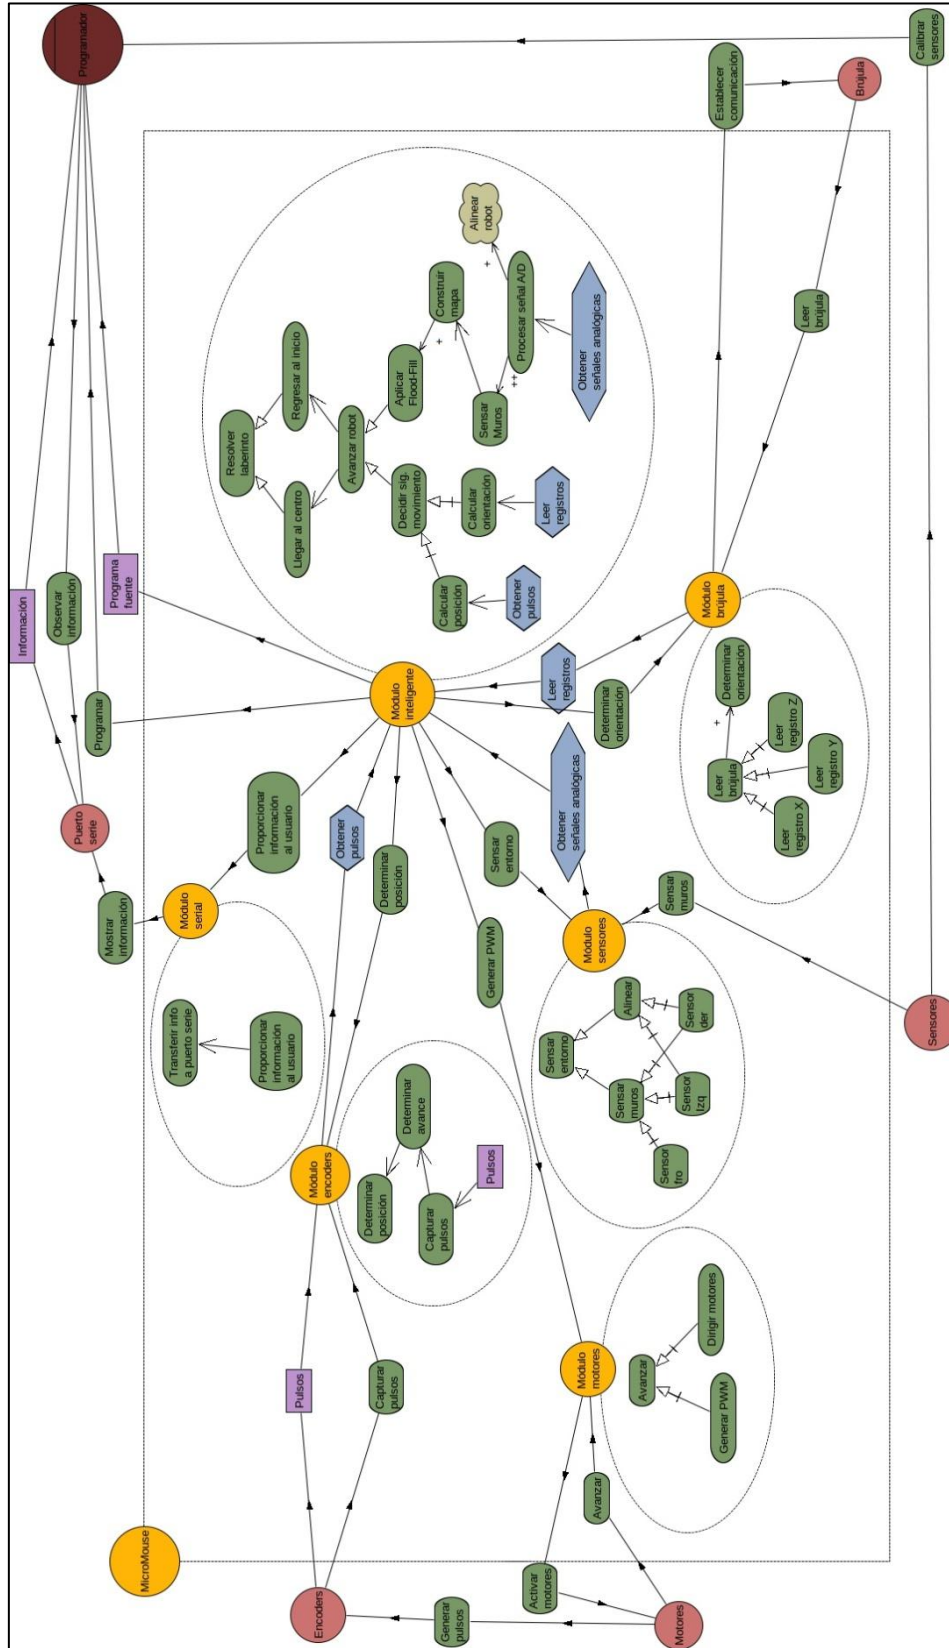 MicroMouse
Mostrar
información
Puerto
serie
Información
Observar
información
Programar
Programa
fuente
Programador
Módulo
serial
Transferir info
a puerto serie
Proporcionar
información
al usuario
Proporcionar
información
al usuario
Encoders
Pulsos
Capturar
pulsos
Generar
pulsos
Módulo
encoders
Determinar
posición
Determinar
avance
Capturar
pulsos
Pulsos
Obtener
pulsos
Determinar
posición
Módulo
inteligente
Resolver
laberinto
Llegar al centro
Regresar al inicio
Avanzar robot
Decidir sig.
movimiento
Aplicar
Flood-Fill
Construir
mapa
Alinear
robot
Calcular
posición
Calcular
orientación
Sensar
Muros
Procesar señal A/D
Obtener
pulsos
Leer
registros
Obtener
señales analógicas
+
++
+
Generar PWM
Sensar
entorno
Obtener
señales analógicas
Leer
registros
Determinar
orientación
Activar
motores
Avanzar
Motores
Módulo
motores
Avanzar
Generar PWM
Dirigir motores
Módulo
sensores
Sensar
entorno
Sensar
muros
Alinear
Sensor
fro
Sensor
Izq
Sensor
der
Sensar
muros
Sensores
Módulo
brújula
Determinar
orientación
+
Leer
brújula
Leer
registro X
Leer
registro Y
Leer
registro Z
Establecer
comunicación
Leer
brújula
Brújula
Calibrar
sensores